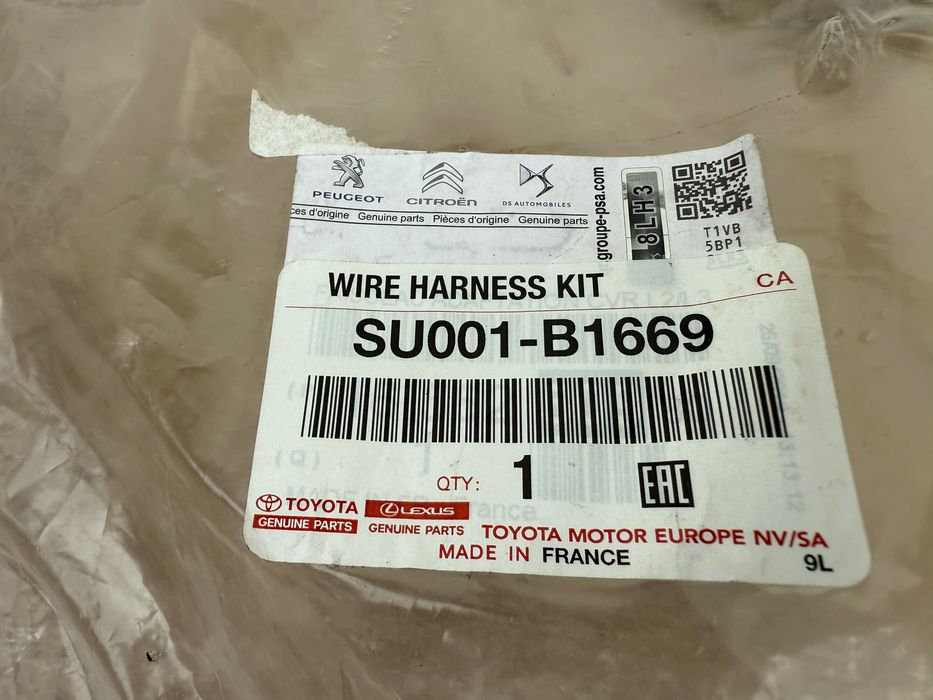 PEUGEOT CITROËN DS AUTOMOBILES
ces d'origine Genuine parts Pièces d'origine Genuine parts
groupe-psa.com
8LH3
T1VB
5BP1
WIRE HARNESS KIT CA
SU001-B1669
(Q)
QTY: 1 EAC
TOYOTA LEXUS
GENUINE PARTS GENUINE PARTS
TOYOTA MOTOR EUROPE NV/SA
MADE IN FRANCE
9L